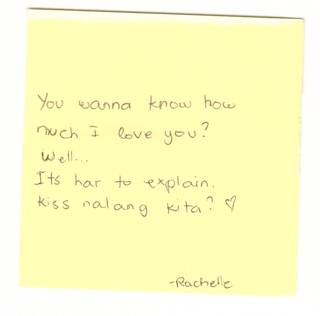 You wanna know how
much I love you?
Well...
Its har to explain.
Kiss nalang kita? ♡
-Rachelle